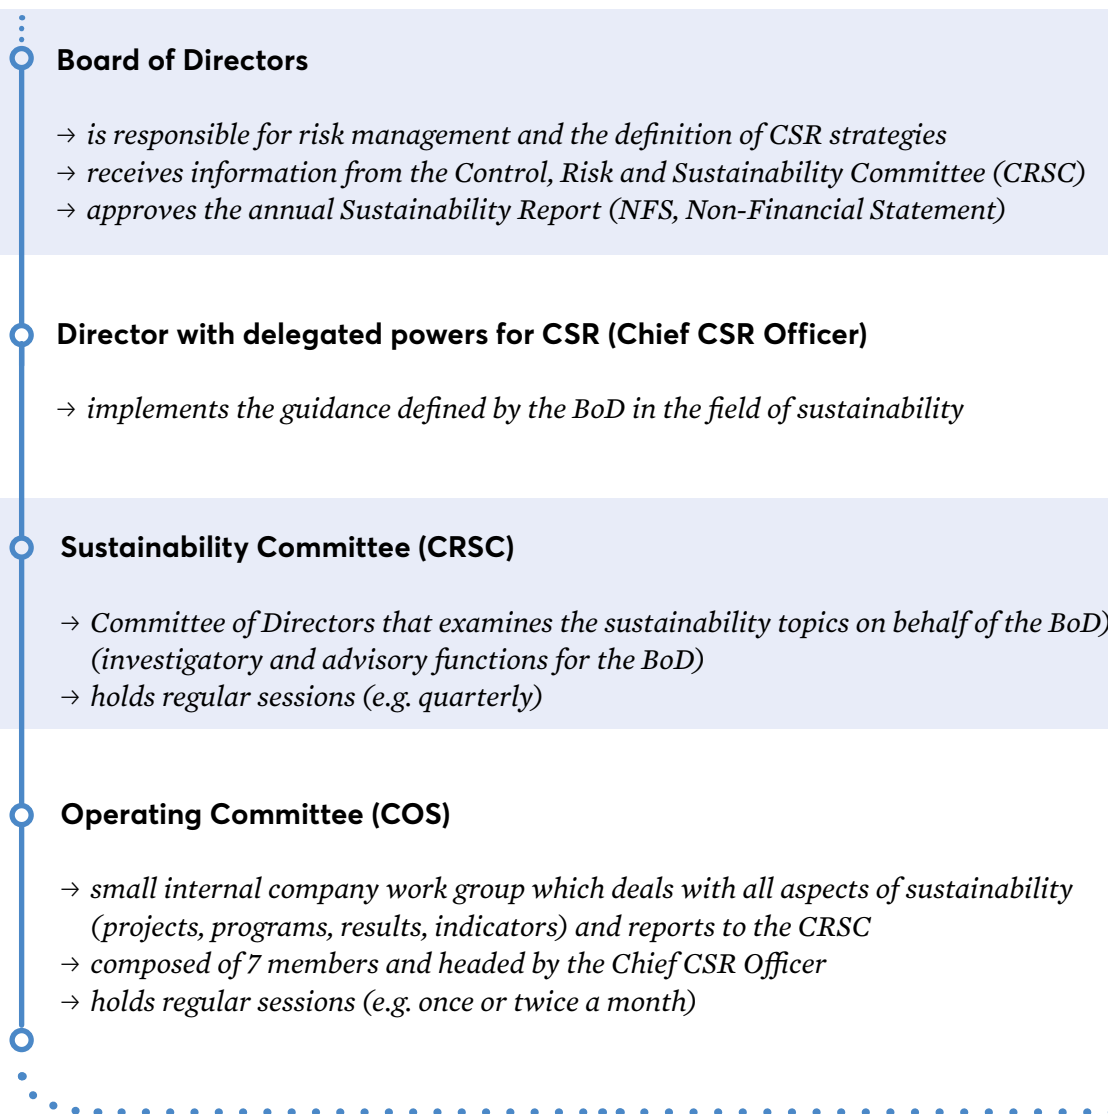 Board of Directors
→ is responsible for risk management and the definition of CSR strategies
→ receives information from the Control, Risk and Sustainability Committee (CRSC)
→ approves the annual Sustainability Report (NFS, Non-Financial Statement)
Director with delegated powers for CSR (Chief CSR Officer)
→ implements the guidance defined by the BoD in the field of sustainability
Sustainability Committee (CRSC)
→ Committee of Directors that examines the sustainability topics on behalf of the BoD)
(investigatory and advisory functions for the BoD)
→ holds regular sessions (e.g. quarterly)
Operating Committee (COS)
→ small internal company work group which deals with all aspects of sustainability
(projects, programs, results, indicators) and reports to the CRSC
→ composed of 7 members and headed by the Chief CSR Officer
→ holds regular sessions (e.g. once or twice a month)